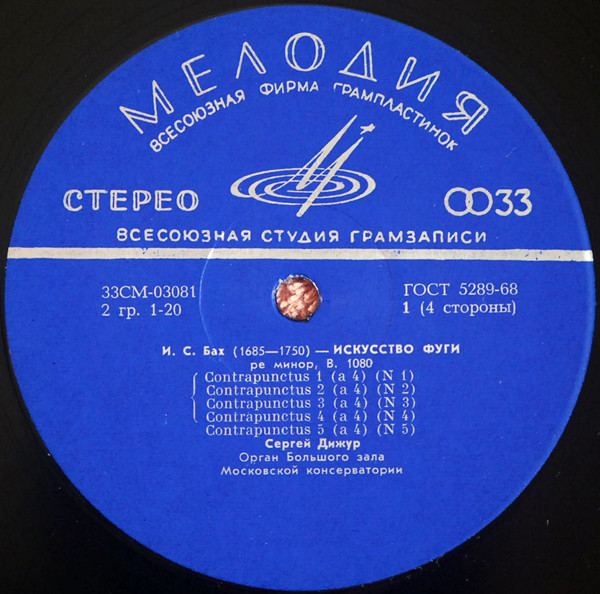 МЕЛОДИЯ
ВСЕСОЮЗНАЯ ФИРМА ГРАМПЛАСТИНОК
СТЕРЕО
33
ВСЕСОЮЗНАЯ СТУДИЯ ГРАМЗАПИСИ
33СМ-03081
ГОСТ 5289-68
2 гр. 1-20
1 (4 стороны)
И. С. Бах (1685—1750) — ИСКУССТВО ФУГИ
ре минор, В. 1080
Contrapunctus 1 (a 4) (N 1)
Contrapunctus 2 (a 4) (N 2)
Contrapunctus 3 (a 4) (N 3)
Contrapunctus 4 (a 4) (N 4)
Contrapunctus 5 (a 4) (N 5)
Сергей Дижур
Орган Большого зала
Московской консерватории